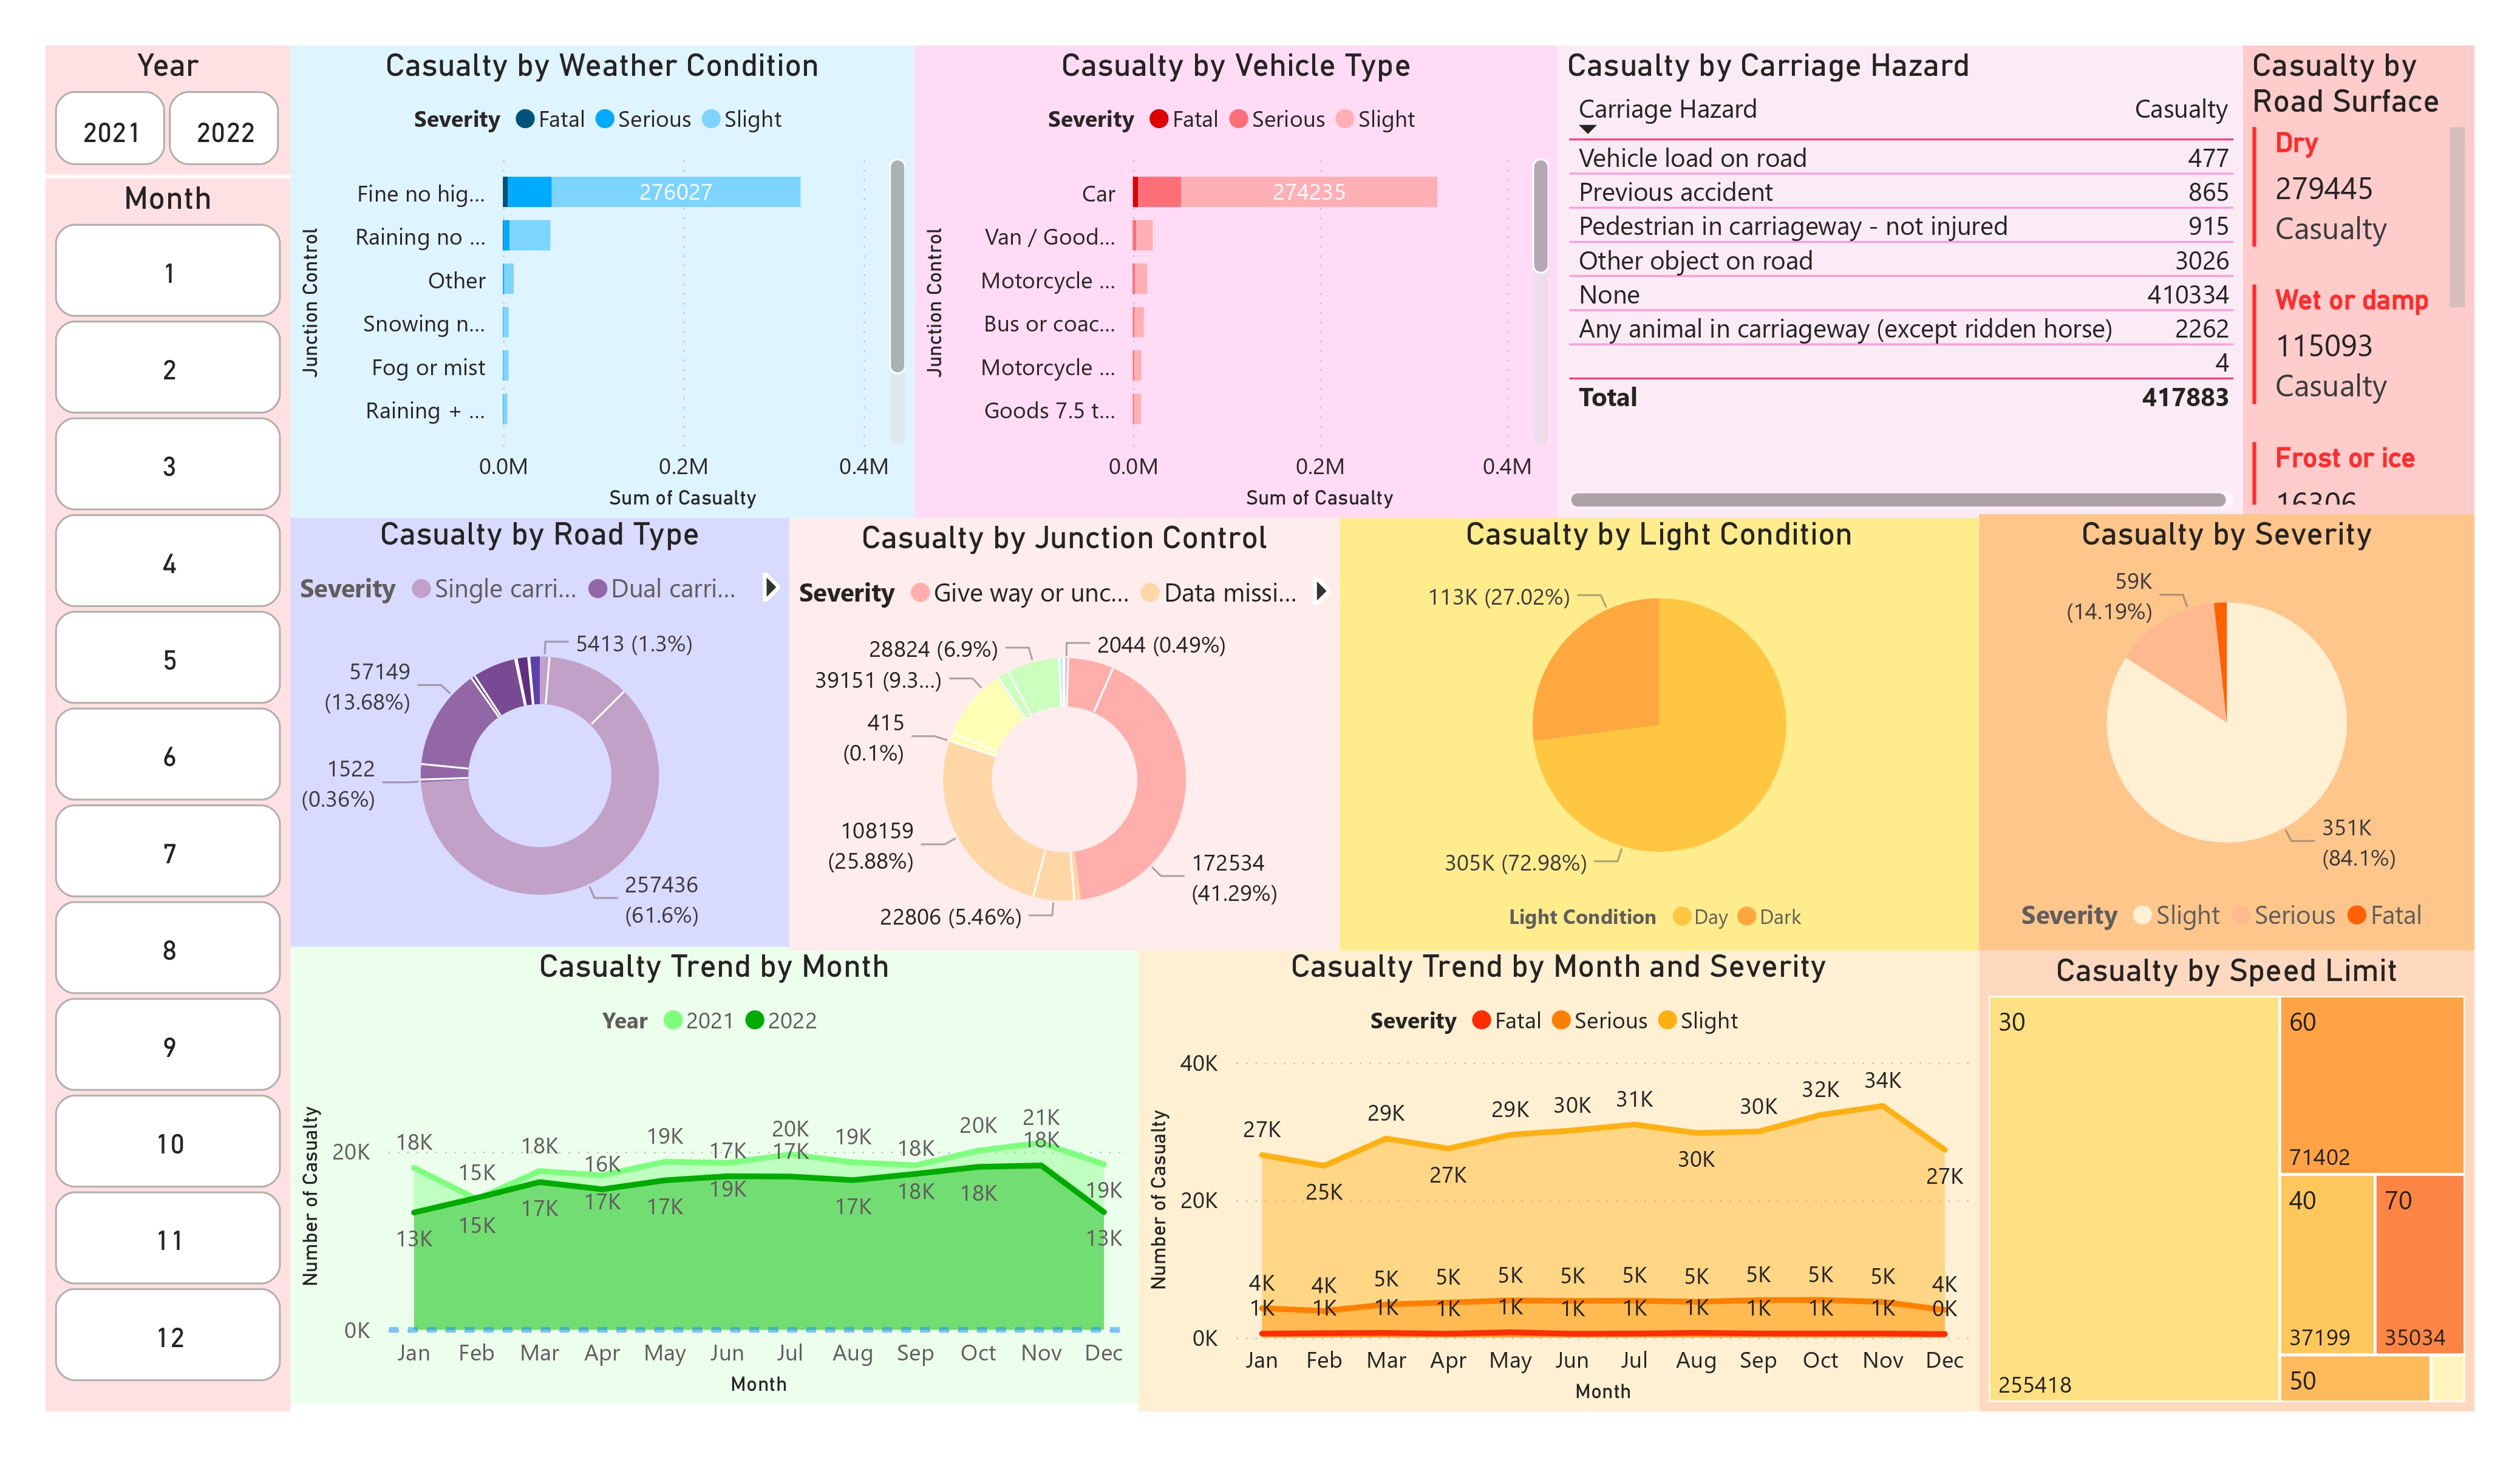 Year
2021
2022
Month
1
2
3
4
5
6
7
8
9
10
11
12
Casualty by Weather Condition
Severity Fatal Serious Slight
Junction Control
Fine no hig...
276027
Raining no ...
Other
Snowing n...
Fog or mist
Raining + ...
0.0M 0.2M 0.4M
Sum of Casualty
Casualty by Vehicle Type
Severity Fatal Serious Slight
Junction Control
Car
274235
Van / Good...
Motorcycle ...
Bus or coac...
Motorcycle ...
Goods 7.5 t...
0.0M 0.2M 0.4M
Sum of Casualty
Casualty by Carriage Hazard
Carriage Hazard Casualty
Vehicle load on road 477
Previous accident 865
Pedestrian in carriageway - not injured 915
Other object on road 3026
None 410334
Any animal in carriageway (except ridden horse) 2262
4
Total 417883
Casualty by
Road Surface
Dry
279445
Casualty
Wet or damp
115093
Casualty
Frost or ice
16306
Casualty by Road Type
Severity Single carri... Dual carri...
5413 (1.3%)
57149
(13.68%)
1522
(0.36%)
257436
(61.6%)
Casualty by Junction Control
Severity Give way or unc... Data missi...
28824 (6.9%)
2044 (0.49%)
39151 (9.3...)
415
(0.1%)
108159
(25.88%)
172534
(41.29%)
22806 (5.46%)
Casualty by Light Condition
113K (27.02%)
305K (72.98%)
Light Condition Day Dark
Casualty by Severity
59K
(14.19%)
351K
(84.1%)
Severity Slight Serious Fatal
Casualty Trend by Month
Year 2021 2022
Number of Casualty
20K
0K
18K 15K 18K 16K 19K 17K 20K 19K 18K 20K 21K
17K 18K
13K 15K 17K 17K 17K 19K 17K 18K 18K 19K
13K
Jan Feb Mar Apr May Jun Jul Aug Sep Oct Nov Dec
Month
Casualty Trend by Month and Severity
Severity Fatal Serious Slight
Number of Casualty
40K
20K
0K
27K 25K 29K 27K 29K 30K 31K 30K 30K 32K 34K 27K
4K 4K 5K 5K 5K 5K 5K 5K 5K 5K 5K 4K
1K 1K 1K 1K 1K 1K 1K 1K 1K 1K 1K 0K
Jan Feb Mar Apr May Jun Jul Aug Sep Oct Nov Dec
Month
Casualty by Speed Limit
30
255418
60
71402
40
37199
70
35034
50